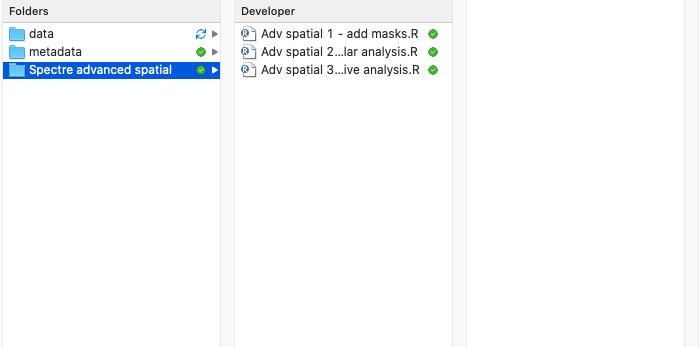 Folders
data
metadata
Spectre advanced spatial
Developer
Adv spatial 1 - add masks.R
Adv spatial 2...lar analysis.R
Adv spatial 3...ive analysis.R